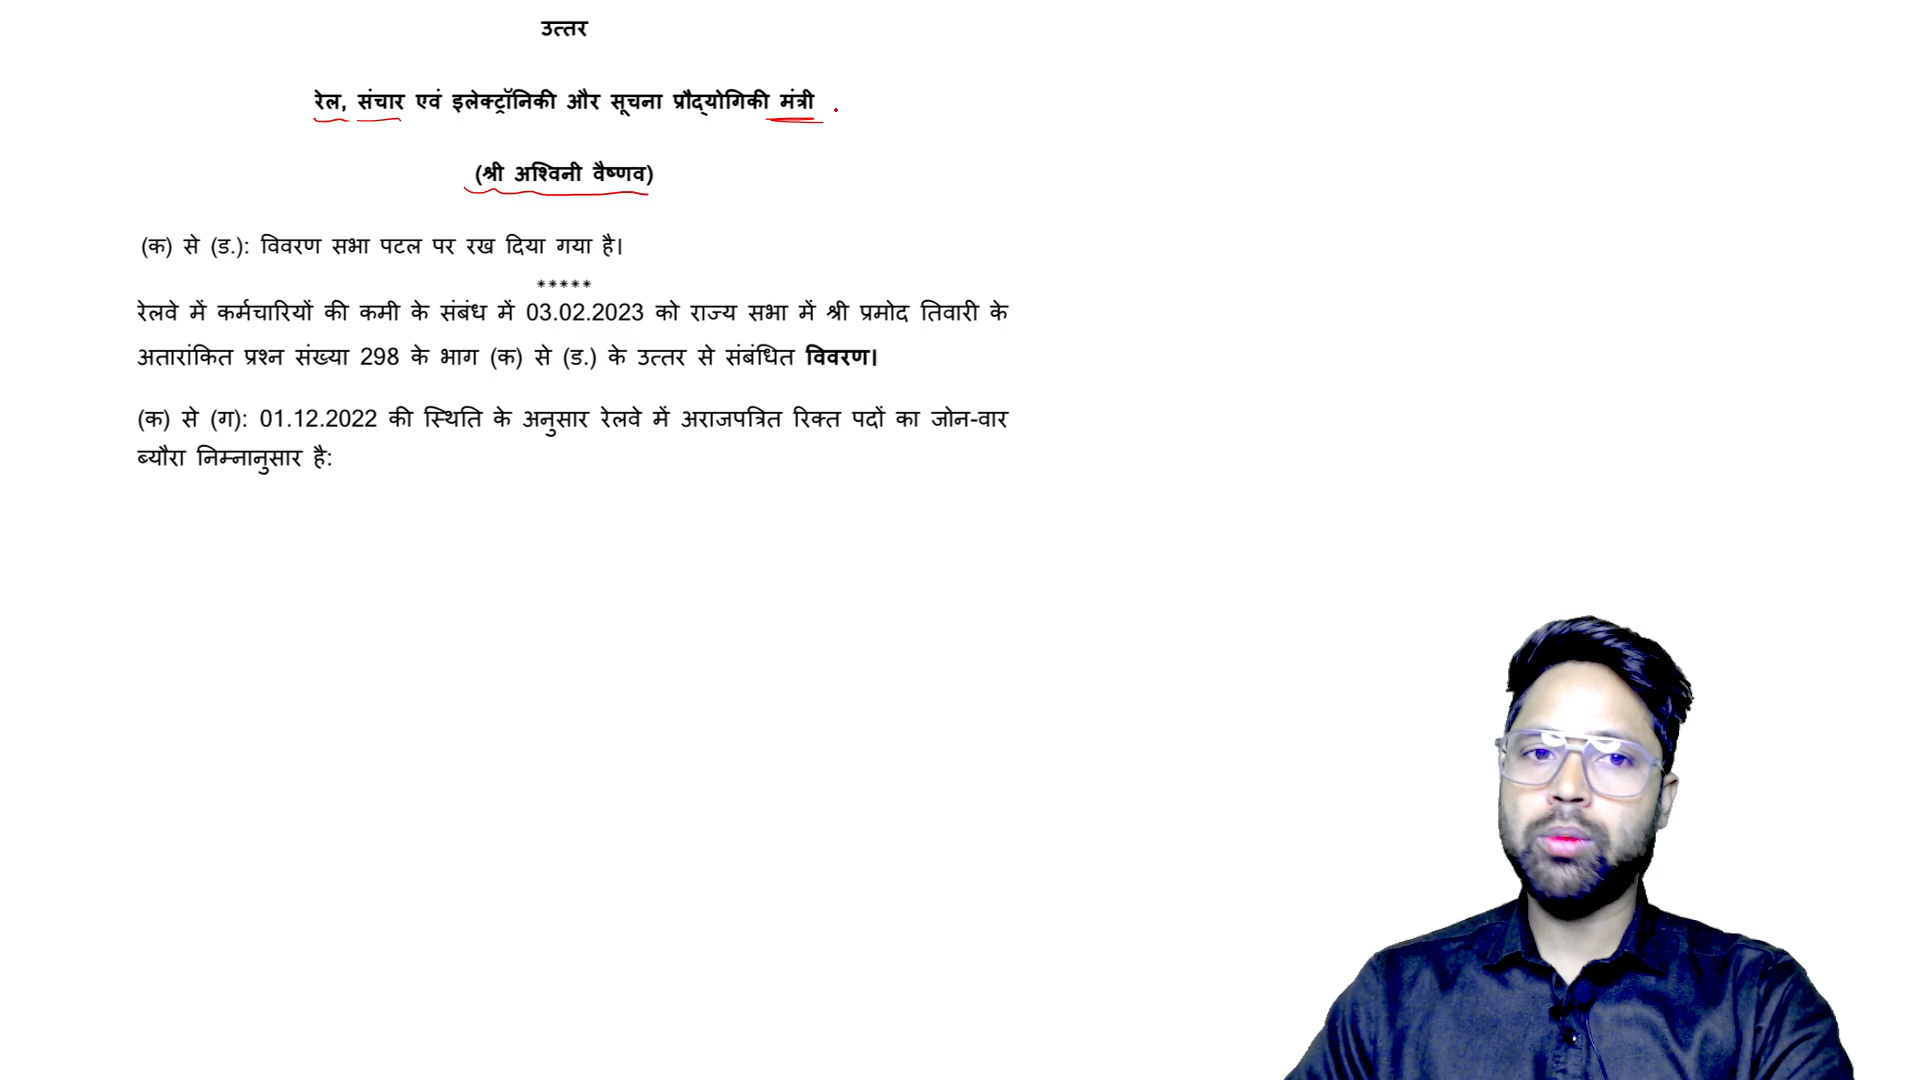 उत्तर
रेल, संचार एवं इलेक्ट्रॉनिकी और सूचना प्रौद्योगिकी मंत्री
(श्री अश्विनी वैष्णव)
(क) से (ड.): विवरण सभा पटल पर रख दिया गया है।
*****
रेलवे में कर्मचारियों की कमी के संबंध में 03.02.2023 को राज्य सभा में श्री प्रमोद तिवारी के
अतारांकित प्रश्न संख्या 298 के भाग (क) से (ड.) के उत्तर से संबंधित विवरण।
(क) से (ग): 01.12.2022 की स्थिति के अनुसार रेलवे में अराजपत्रित रिक्त पदों का जोन-वार
ब्यौरा निम्नानुसार है: